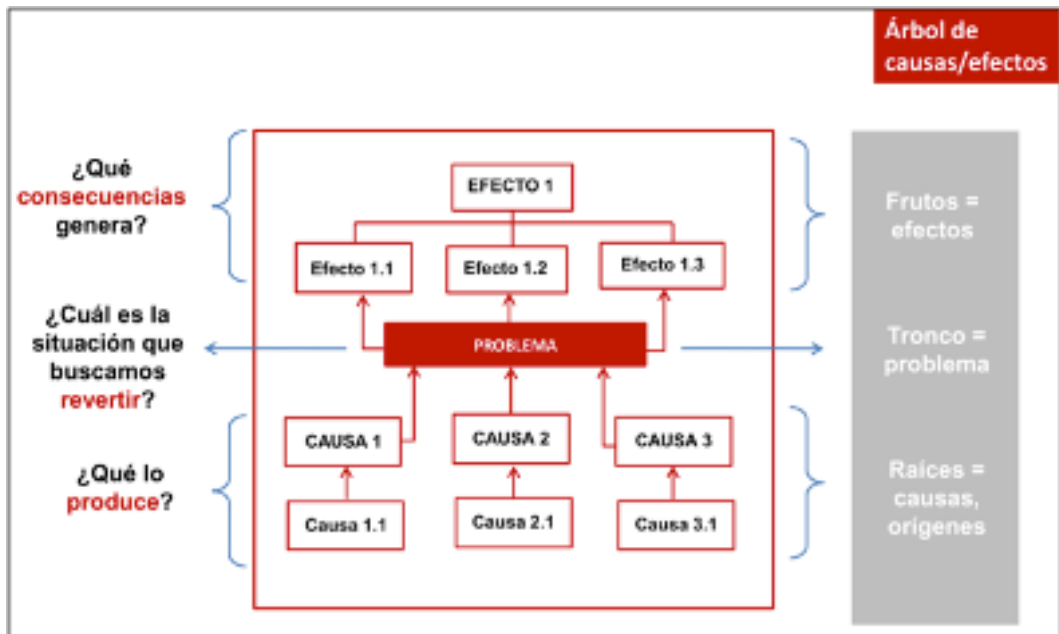 Árbol de
causas/efectos
¿Qué
consecuencias
genera?
EFECTO 1
Efecto 1.1
Efecto 1.2
Efecto 1.3
Frutos =
efectos
¿Cuál es la
situación que
buscamos
revertir?
PROBLEMA
Tronco =
problema
¿Qué lo
produce?
CAUSA 1
CAUSA 2
CAUSA 3
Causa 1.1
Causa 2.1
Causa 3.1
Raíces =
causas,
orígenes